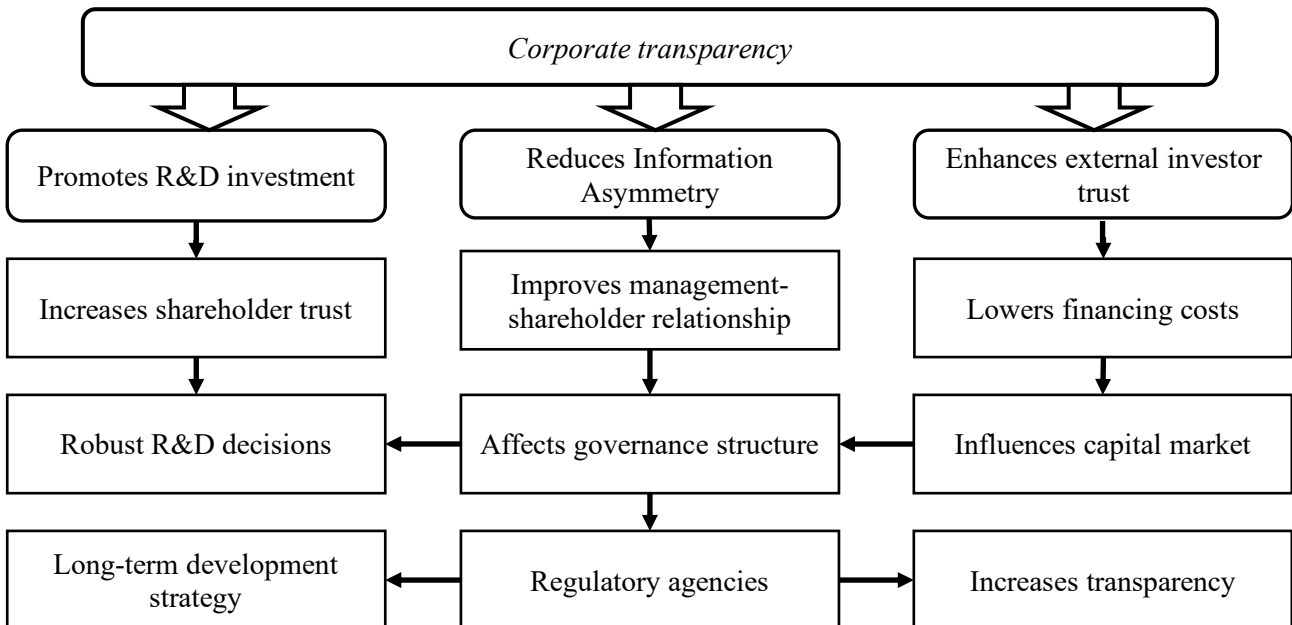 Corporate transparency
Promotes R&D investment
Reduces Information
Asymmetry
Enhances external investor
trust
Increases shareholder trust
Improves management-
shareholder relationship
Lowers financing costs
Robust R&D decisions
Affects governance structure
Influences capital market
Long-term development
strategy
Regulatory agencies
Increases transparency